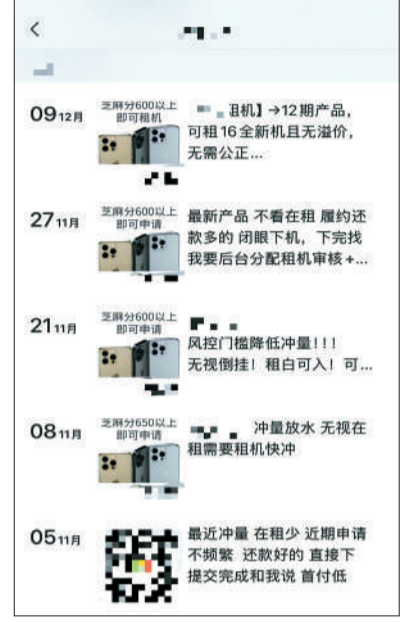 09 12月
芝麻分600以上
即可租机
租机】→12期产品,
可租16全新机且无溢价,
无需公正...
27 11月
芝麻分600以上
即可申请
最新产品 不看在租 履约还
款多的 闭眼下机，下完找
我要后台分配租机审核+...
21 11月
芝麻分600以上
即可申请
风控门槛降低冲量!!!
无视倒挂！租白可入！可...
08 11月
芝麻分650以上
即可申请
冲量放水 无视在
租需要租机快冲
05 11月
最近冲量 在租少 近期申请
不频繁 还款好的 直接下
提交完成和我说 首付低